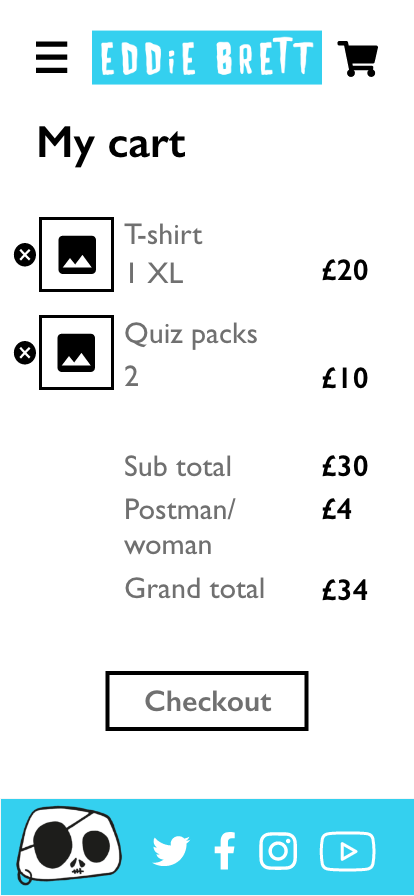 EDDiE BRETT
My cart
T-shirt
1 XL
£20
Quiz packs
2
£10
Sub total £30
Postman/ £4
woman
Grand total £34
Checkout